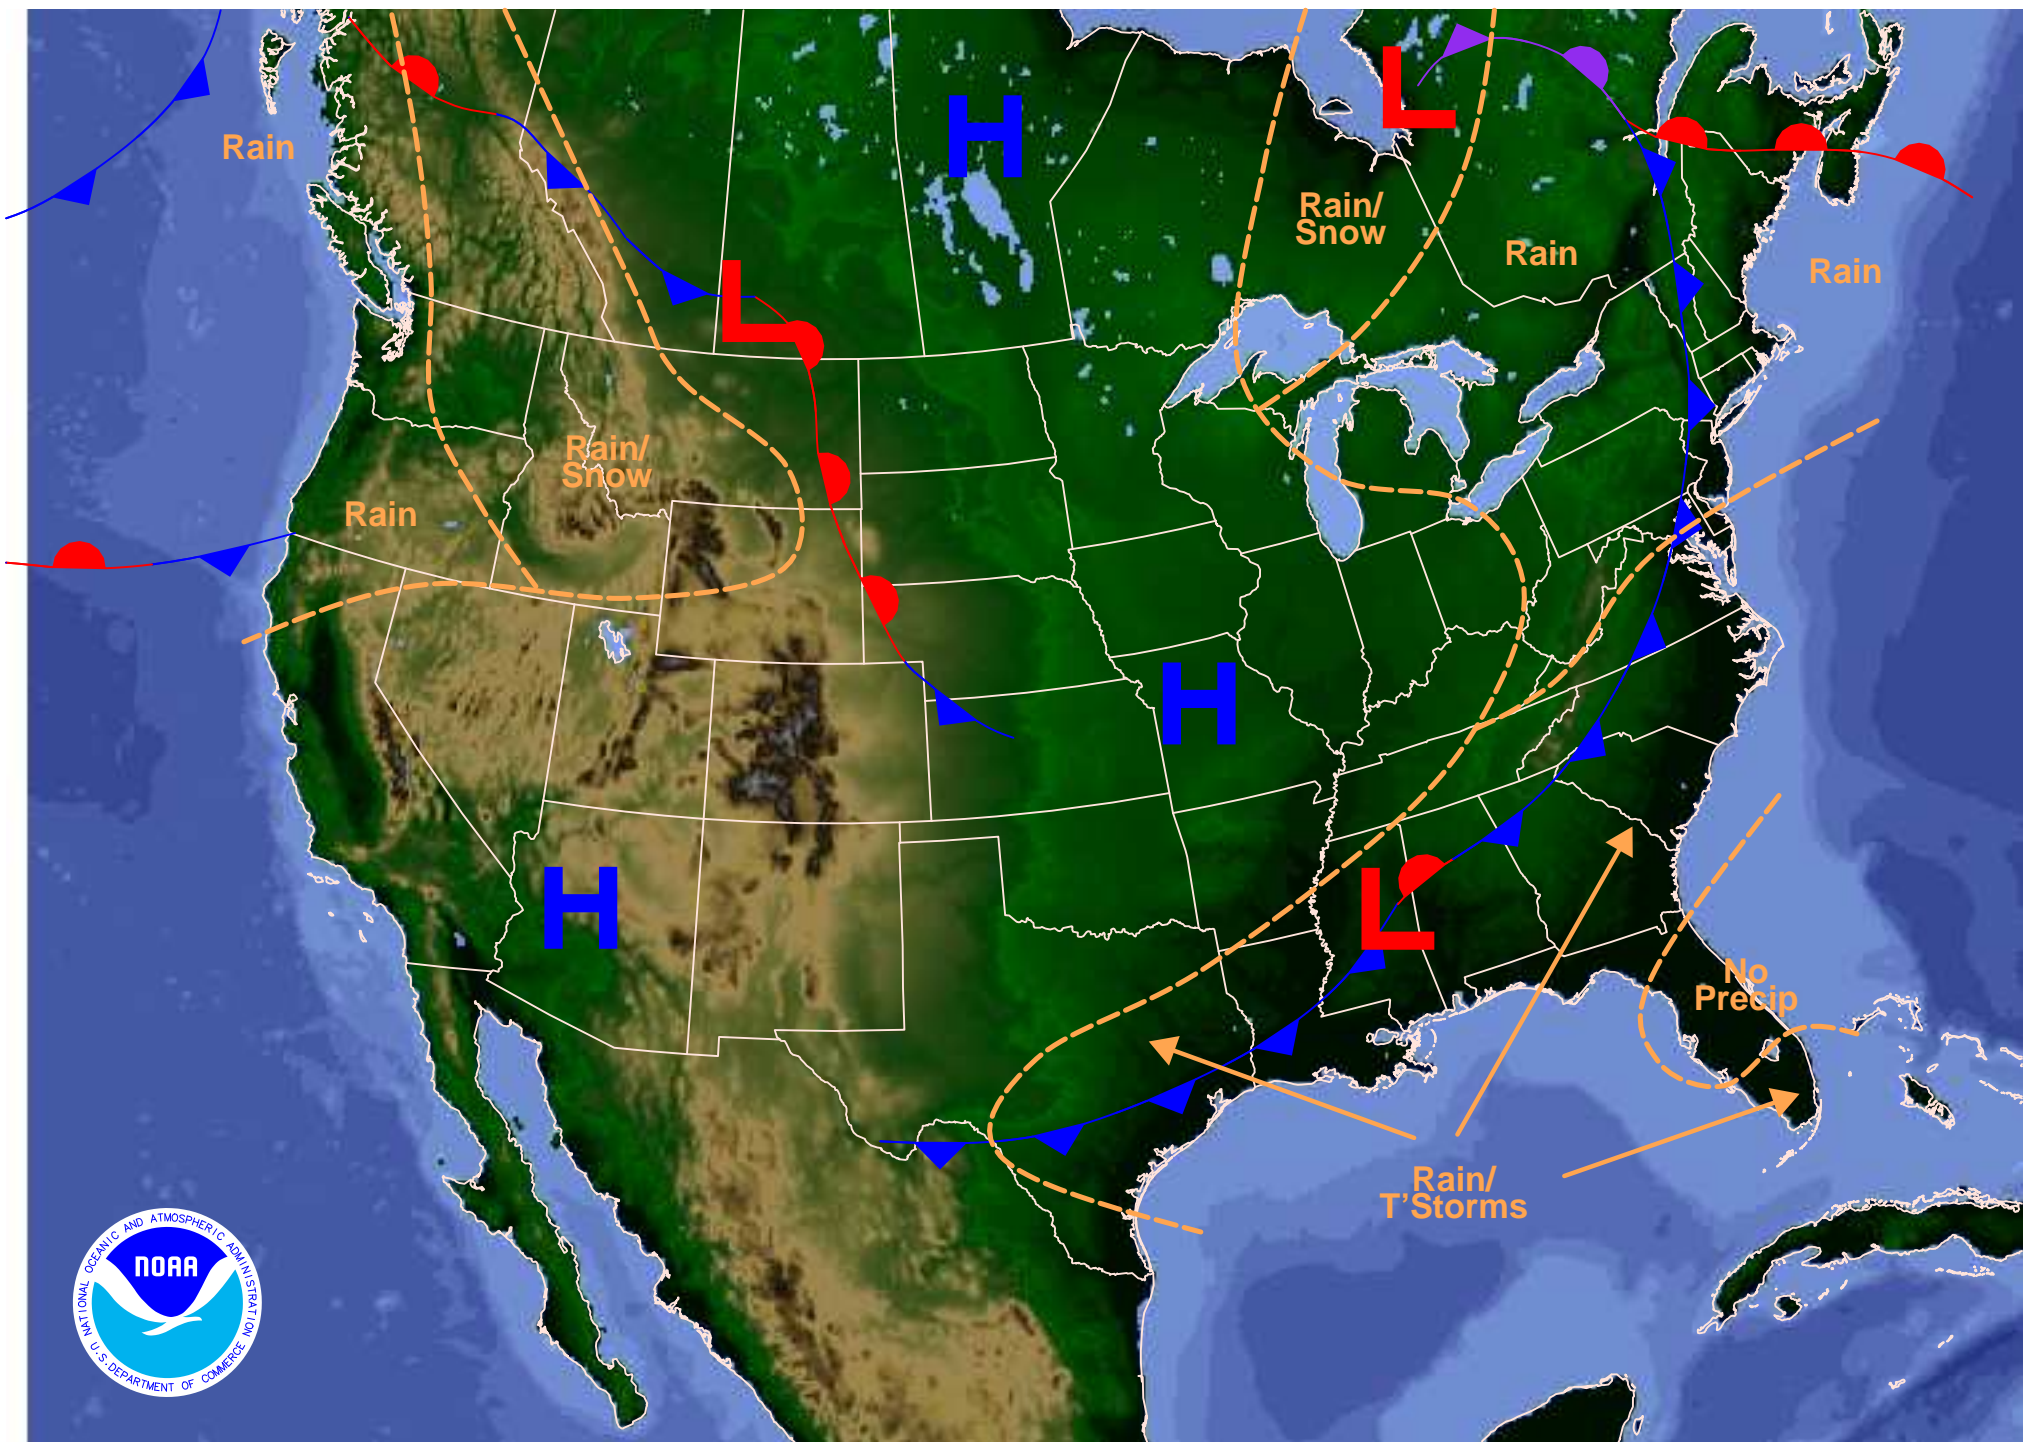 H
L
Rain
Rain/
Snow
Rain
Rain
L
Rain/
Snow
Rain
H
H
L
No
Precip
Rain/
T'Storms
NATIONAL OCEANIC AND ATMOSPHERIC ADMINISTRATION
NOAA
U.S. DEPARTMENT OF COMMERCE